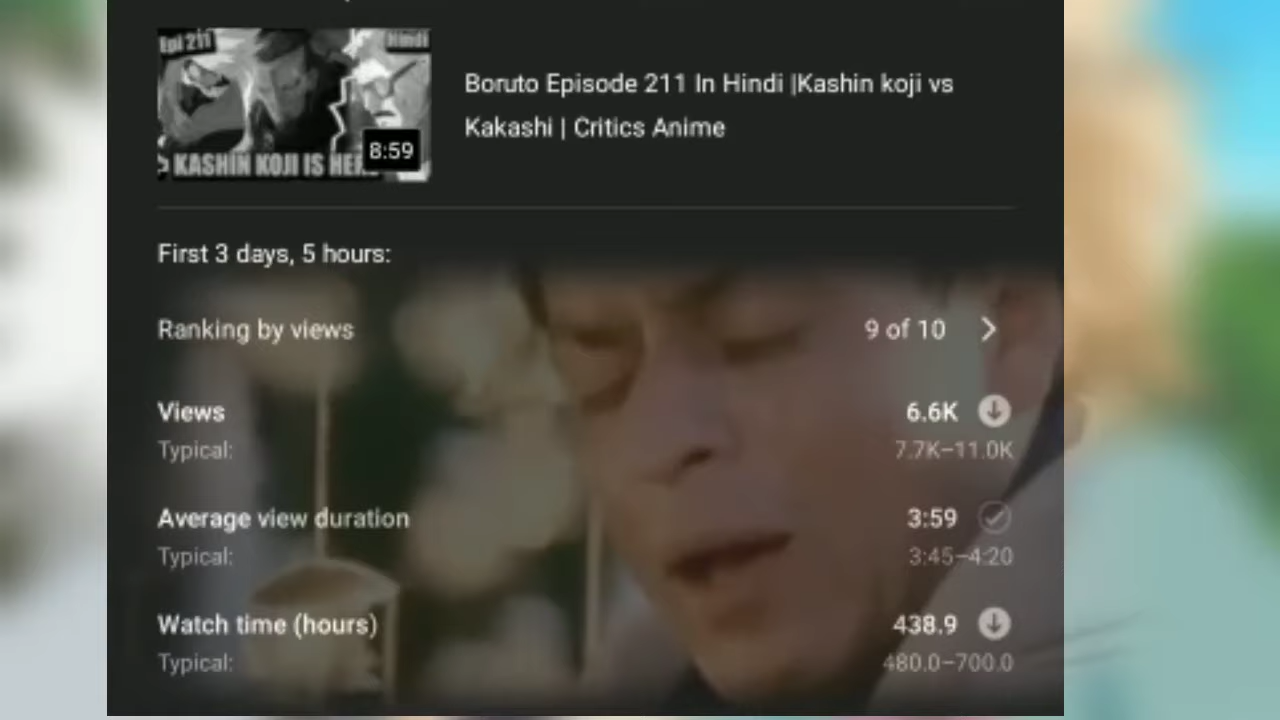 Epi 211
Hindi
8:59
KASHIN KOJI IS
Boruto Episode 211 In Hindi |Kashin koji vs
Kakashi | Critics Anime
First 3 days, 5 hours:
Ranking by views
9 of 10
Views
6.6K
Typical:
7.7K–11.0K
Average view duration
3:59
Typical:
3:45–4:20
Watch time (hours)
438.9
Typical:
480.0–700.0